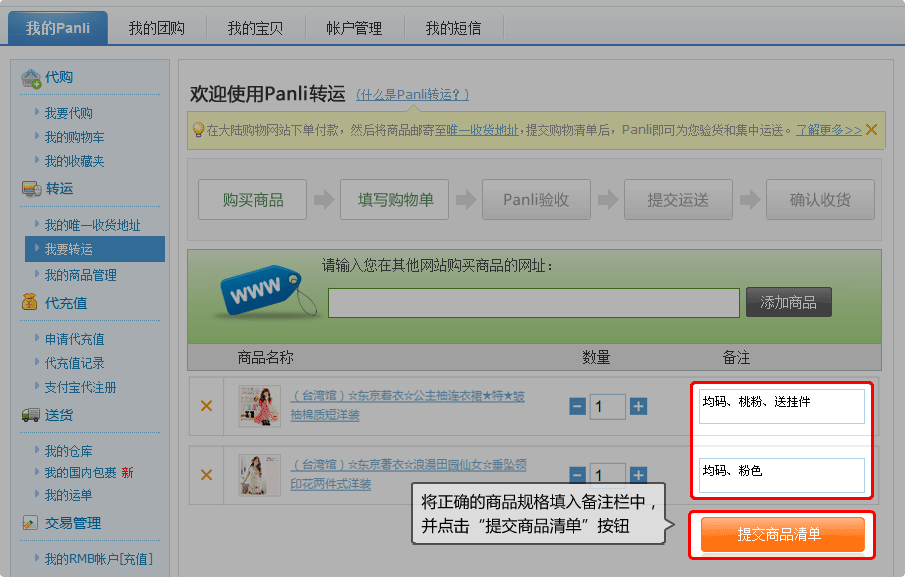 我的Panli
我的团购
我的宝贝
帐户管理
我的短信
代购
我要代购
我的购物车
我的收藏夹
转运
我的唯一收货地址
我要转运
我的商品管理
代充值
申请代充值
代充值记录
支付宝代注册
送货
我的仓库
我的国内包裹 新
我的运单
交易管理
我的RMB帐户[充值]
欢迎使用Panli转运 (什么是Panli转运？)
在大陆购物网站下单付款，然后将商品邮寄至唯一收货地址,提交购物清单后，Panli即可为您验货和集中运送。了解更多>>
购买商品
填写购物单
Panli验收
提交运送
确认收货
请输入您在其他网站购买商品的网址：
WWW
添加商品
商品名称 数量 备注
（台湾馆）☆东京着衣☆公主袖连衣裙★特★皱
袖棉质短洋装
1
均码、桃粉、送挂件
（台湾馆）☆东京著衣☆浪漫田园仙女☆垂坠领
印花两件式洋装
1
均码、粉色
将正确的商品规格填入备注栏中，
并点击“提交商品清单”按钮
提交商品清单